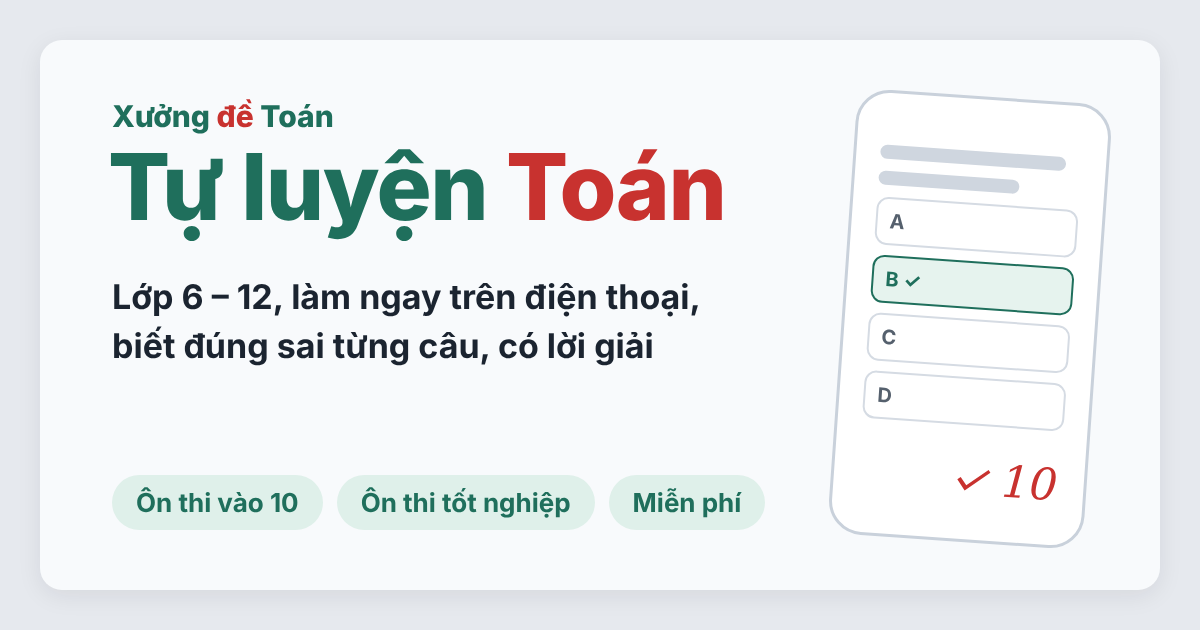 Xưởng đề Toán
Tự luyện Toán
Lớp 6 – 12, làm ngay trên điện thoại,
biết đúng sai từng câu, có lời giải
Ôn thi vào 10
Ôn thi tốt nghiệp
Miễn phí
A
B ✓
C
D
✓ 10